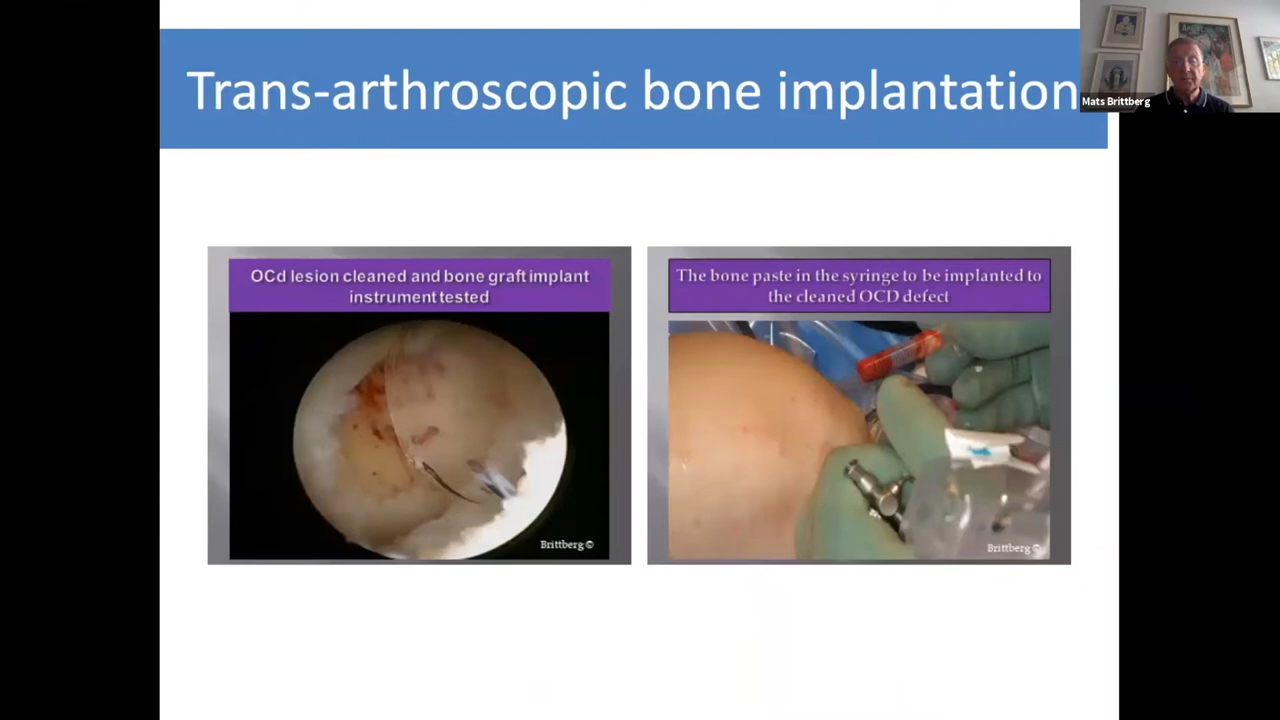 Trans-arthroscopic bone implantation
Mats Brittberg
OCd lesion cleaned and bone graft implant
instrument tested
Brittberg ©
The bone paste in the syringe to be implanted to
the cleaned OCD defect
Brittberg ©